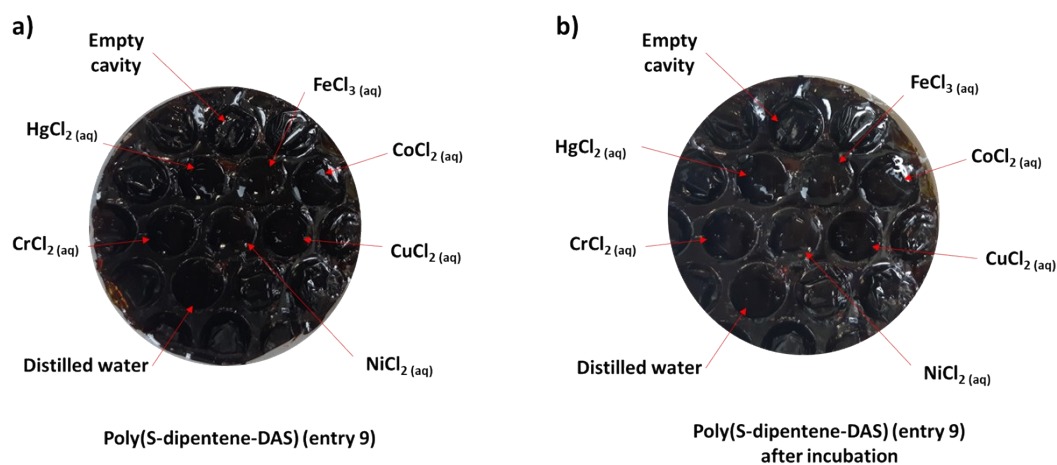 a)
Empty
cavity
FeCl₃ (aq)
HgCl₂ (aq)
CoCl₂ (aq)
CrCl₂ (aq)
CuCl₂ (aq)
Distilled water
NiCl₂ (aq)
Poly(S-dipentene-DAS) (entry 9)
b)
Empty
cavity
FeCl₃ (aq)
HgCl₂ (aq)
CoCl₂ (aq)
CrCl₂ (aq)
CuCl₂ (aq)
Distilled water
NiCl₂ (aq)
Poly(S-dipentene-DAS) (entry 9)
after incubation